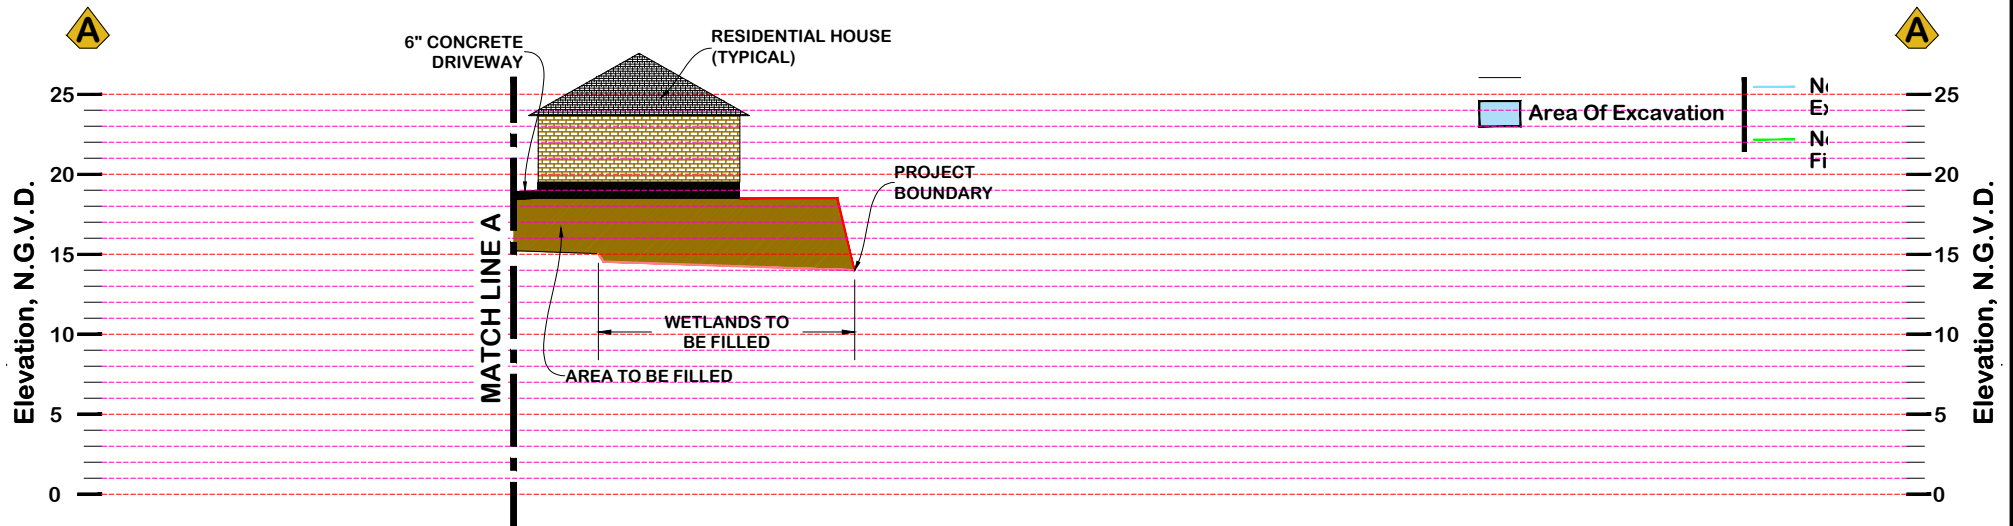 A
A
6" CONCRETE
DRIVEWAY
RESIDENTIAL HOUSE
(TYPICAL)
Area Of Excavation
PROJECT
BOUNDARY
WETLANDS TO
BE FILLED
AREA TO BE FILLED
MATCH LINE A
Elevation, N.G.V.D.
25
20
15
10
5
0
25
20
15
10
5
0
Elevation, N.G.V.D.